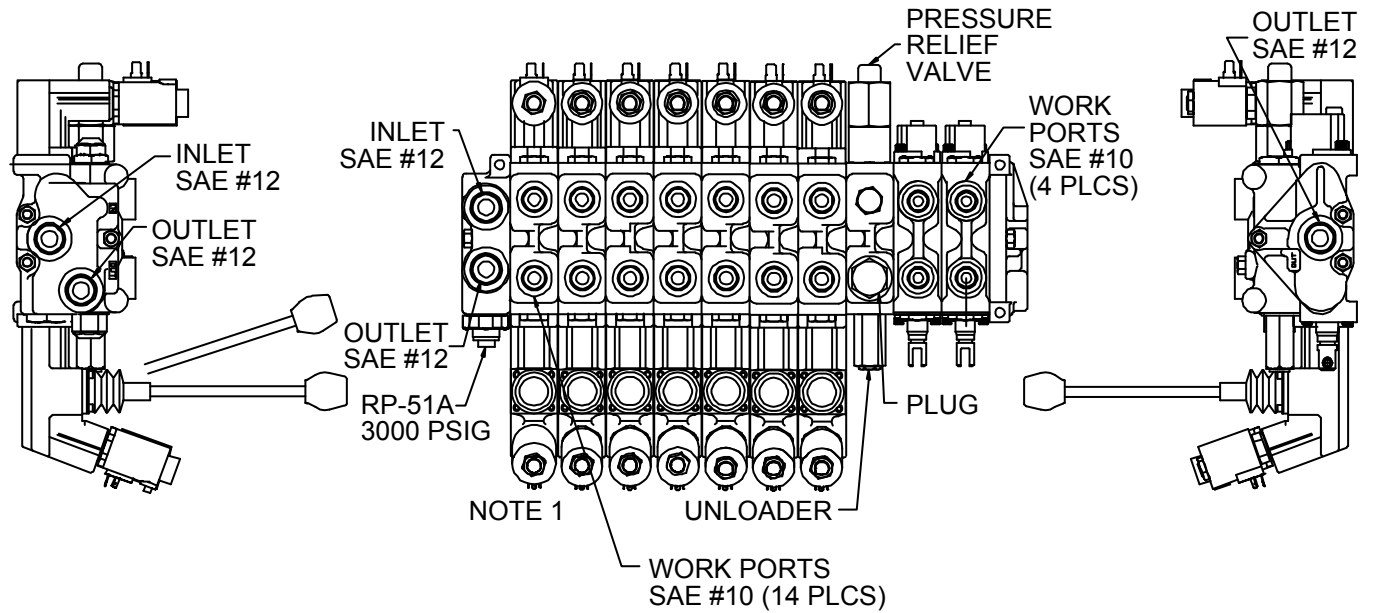 PRESSURE
RELIEF
VALVE
OUTLET
SAE #12
WORK
PORTS
SAE #10
(4 PLCS)
INLET
SAE #12
INLET
SAE #12
OUTLET
SAE #12
OUT
OUTLET
SAE #12
RP-51A
3000 PSIG
PLUG
NOTE 1
UNLOADER
WORK PORTS
SAE #10 (14 PLCS)